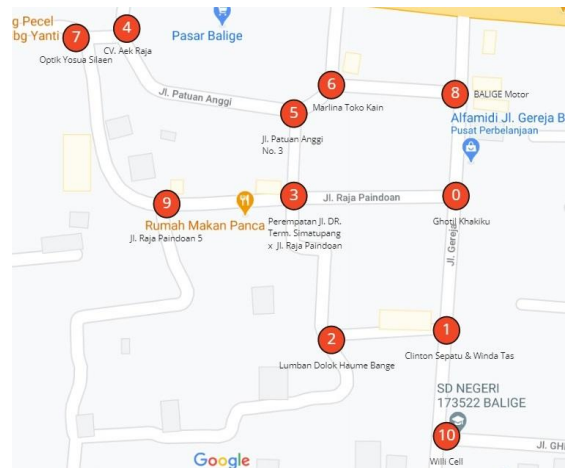 g Pecel
bg Yanti
7
Optik Yosua Silaen
4
CV. Aek Raja
Pasar Balige
Jl. Patuan Anggi
6
Marlina Toko Kain
8
BALIGE Motor
5
Jl. Patuan Anggi
No. 3
Alfamidi Jl. Gereja B
Pusat Perbelanjaan
9
Rumah Makan Panca
Jl. Raja Paindoan 5
3
Perempatan Jl. DR.
Term. Simatupang
x Jl. Raja Paindoan
Jl. Raja Paindoan
0
Ghotil Khakiku
Jl. Gereja
2
Lumban Dolok Haume Bange
1
Clinton Sepatu & Winda Tas
SD NEGERI
173522 BALIGE
10
Willi Cell
Jl. GH
Google